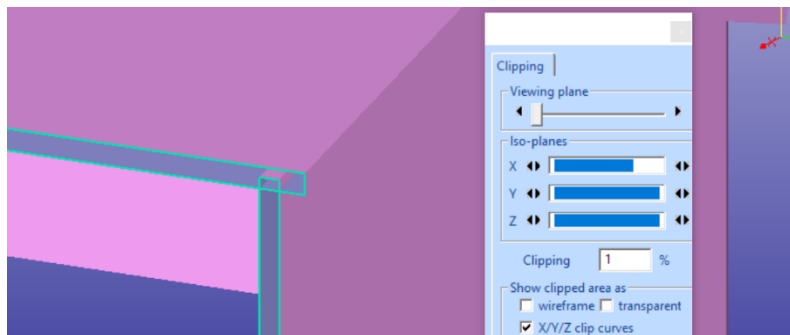 Clipping
Viewing plane
Iso-planes
X
Y
Z
Clipping 1 %
Show clipped area as
wireframe transparent
X/Y/Z clip curves
X